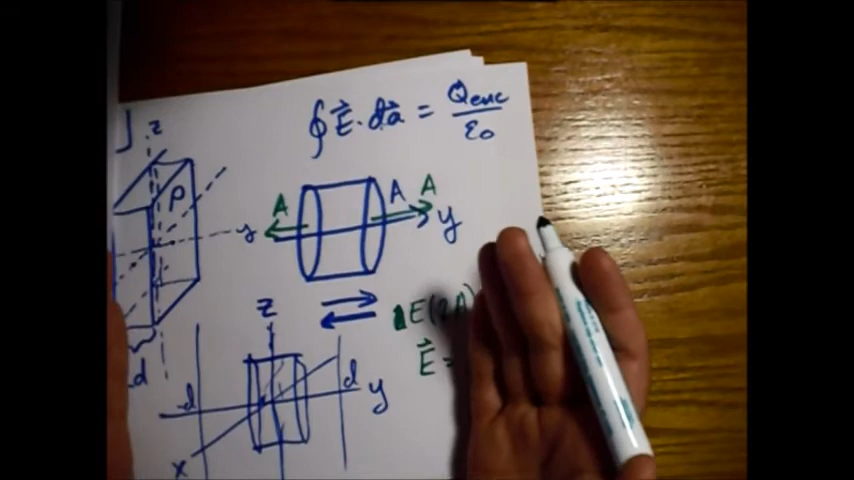 ∮E⃗·da⃗ = Qenc/ε0
z
ρ
y
A A A
y
d
E(2A)
E⃗ =
z
-d d y
x